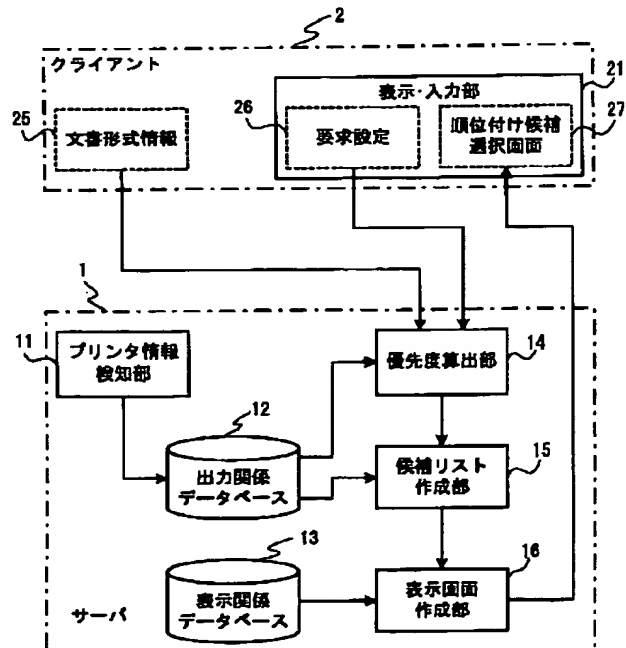 2
クライアント
21
表示・入力部
25
文書形式情報
26
要求設定
順位付け候補
選択画面
27
1
11
プリンタ情報
検知部
優先度算出部
14
12
出力関係
データベース
候補リスト
作成部
15
13
表示関係
データベース
16
表示画面
作成部
サーバ